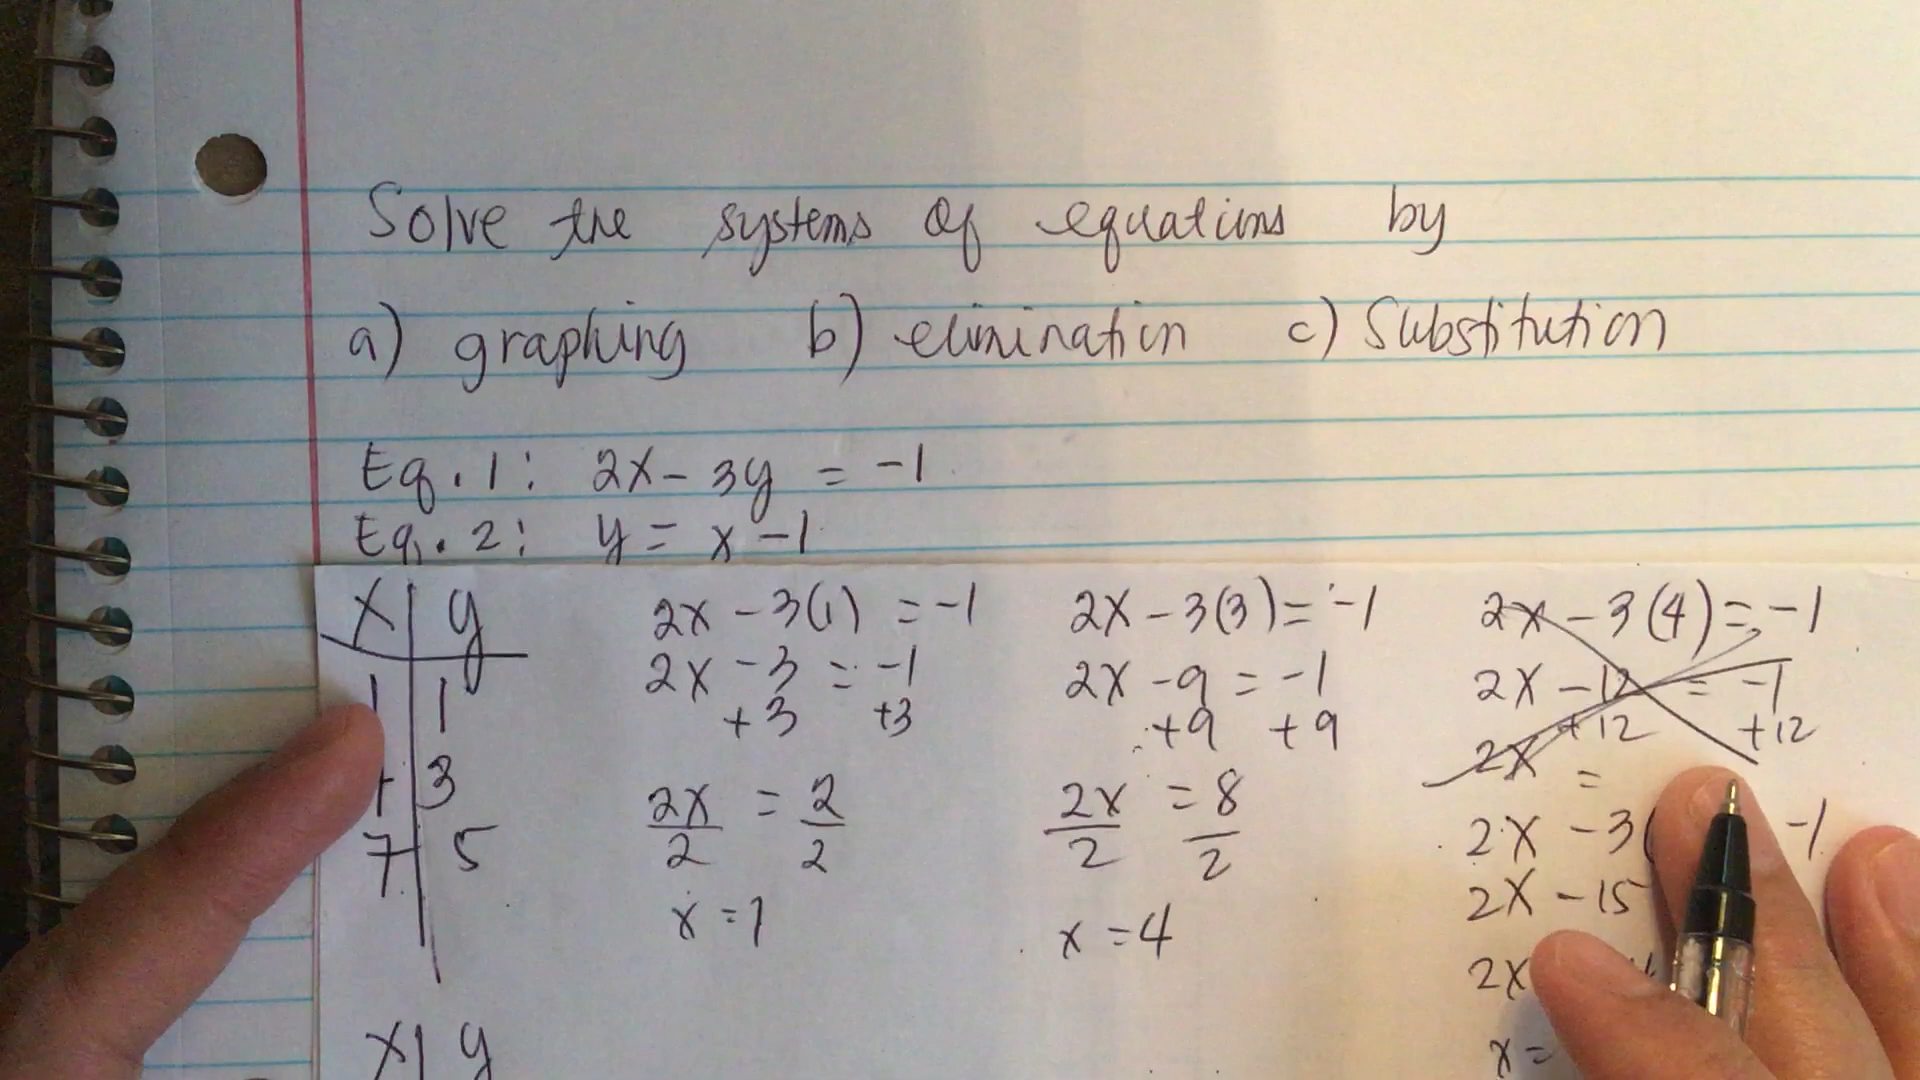 Solve the systems of equations by
a) graphing b) elimination c) Substitution
Eq. 1: 2x - 3y = -1
Eq. 2: y = x - 1
x y
1 1
3
7 5
x y
2x - 3(1) = -1
2x - 3 = -1
+3 +3
2x = 2
2 2
x = 1
2x - 3(3) = -1
2x - 9 = -1
+9 +9
2x = 8
2 2
x = 4
2x - 3(4) = -1
2x - 12 = -1
+12 +12
2x =
2x - 3( -1
2x - 15
2x
x =